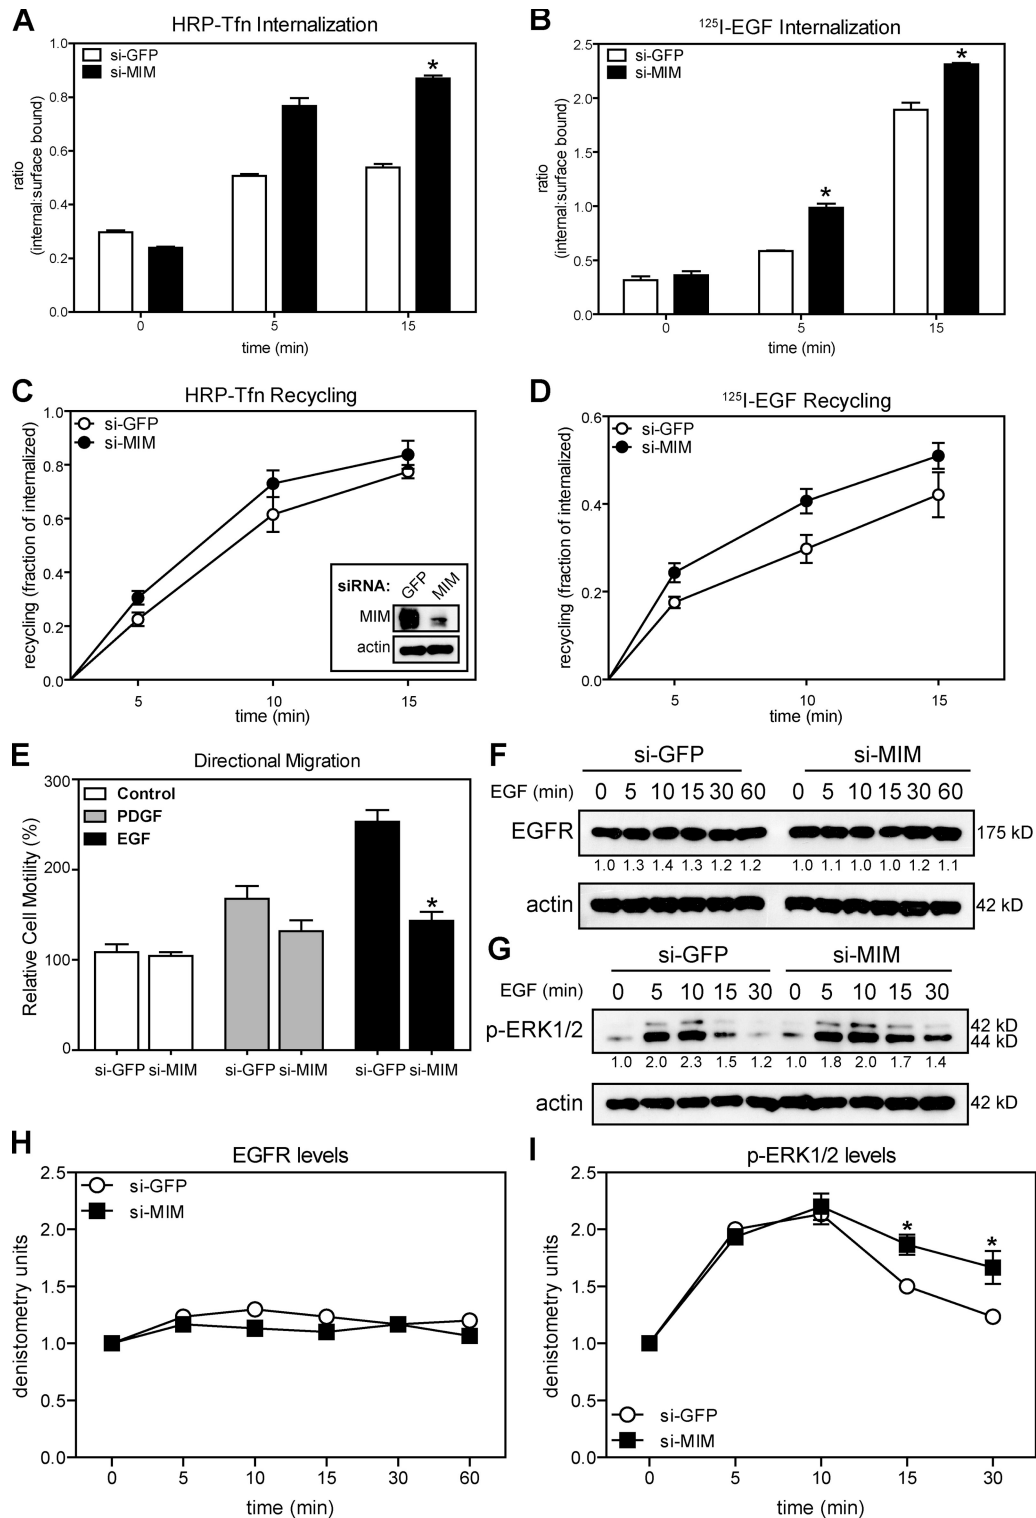 A
HRP-Tfn Internalization
si-GFP
si-MIM
*
1.0
0.8
0.6
0.4
0.2
0.0
ratio
(internal:surface bound)
0 5 15
time (min)
B
125I-EGF Internalization
si-GFP
si-MIM
*
*
2.5
2.0
1.5
1.0
0.5
0.0
ratio
(internal:surface bound)
0 5 15
time (min)
C
HRP-Tfn Recycling
si-GFP
si-MIM
1.0
0.8
0.6
0.4
0.2
0.0
recycling (fraction of internalized)
siRNA: GFP MIM
MIM
actin
5 10 15
time (min)
D
125I-EGF Recycling
si-GFP
si-MIM
0.6
0.4
0.2
0.0
recycling (fraction of internalized)
5 10 15
time (min)
E
Directional Migration
Control
PDGF
EGF
*
300
200
100
0
Relative Cell Motility (%)
si-GFP si-MIM si-GFP si-MIM si-GFP si-MIM
F
si-GFP si-MIM
EGF (min) 0 5 10 15 30 60 0 5 10 15 30 60
EGFR 175 kD
1.0 1.3 1.4 1.3 1.2 1.2 1.0 1.1 1.0 1.0 1.2 1.1
actin 42 kD
G
si-GFP si-MIM
EGF (min) 0 5 10 15 30 0 5 10 15 30
p-ERK1/2 42 kD
44 kD
1.0 2.0 2.3 1.5 1.2 1.0 1.8 2.0 1.7 1.4
actin 42 kD
H
EGFR levels
si-GFP
si-MIM
2.5
2.0
1.5
1.0
0.5
0.0
denistometry units
0 5 10 15 30 60
time (min)
I
p-ERK1/2 levels
*
*
2.5
2.0
1.5
1.0
0.5
0.0
denistometry units
si-GFP
si-MIM
0 5 10 15 30
time (min)